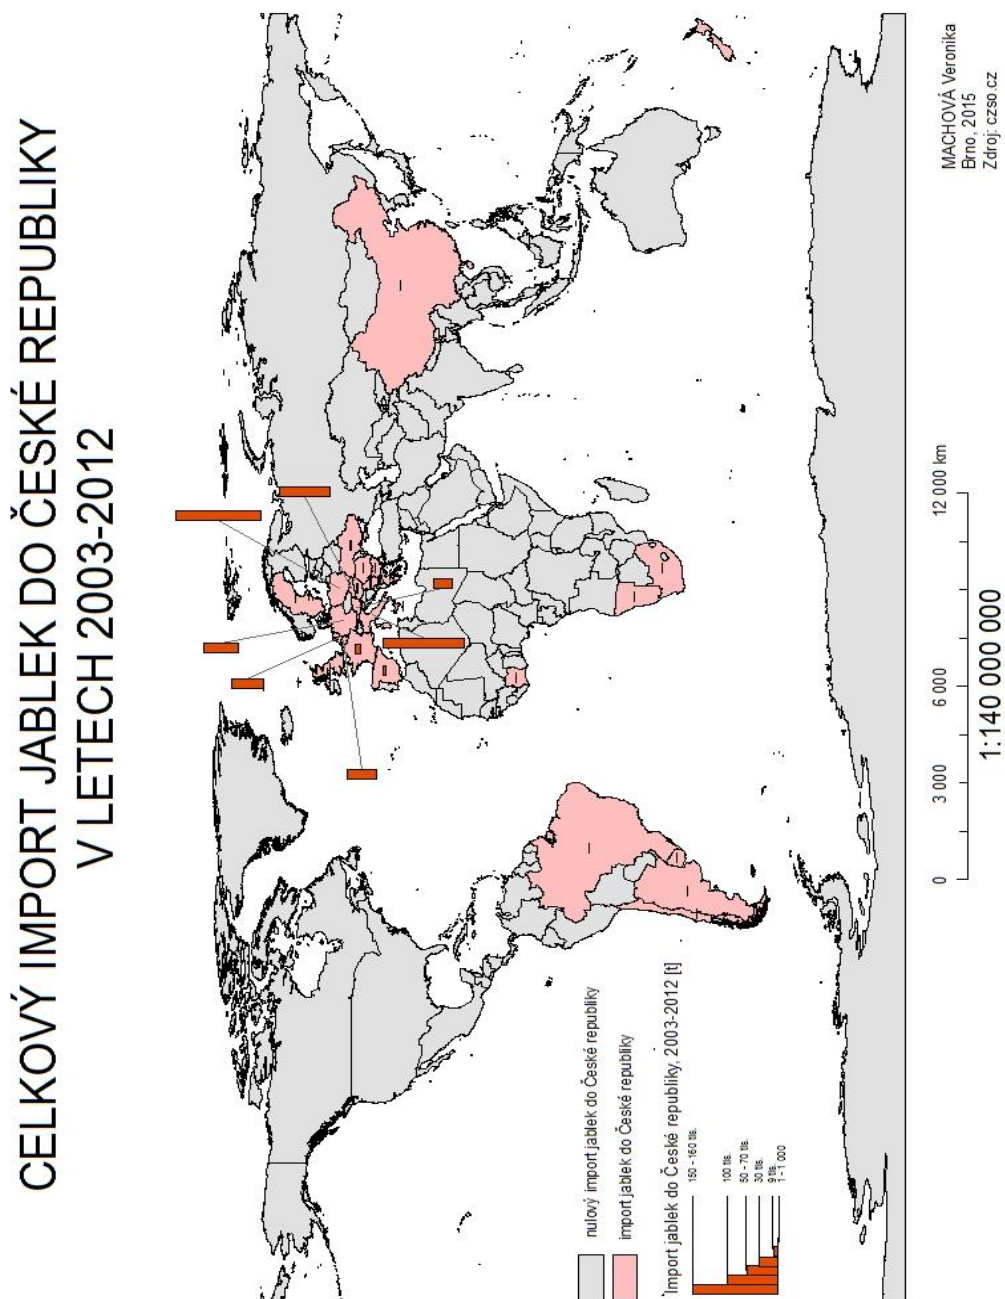 CELKOVÝ IMPORT JABLEK DO ČESKÉ REPUBLIKY
V LETECH 2003-2012
nulový import jablek do České republiky
import jablek do České republiky
Import jablek do České republiky, 2003-2012 [t]
150 - 160 tis.
100 tis.
50 - 70 tis.
30 tis.
9 tis.
1 - 1 000
0 3 000 6 000 12 000 km
1:140 000 000
MACHOVÁ Veronika
Brno, 2015
Zdroj: czso.cz